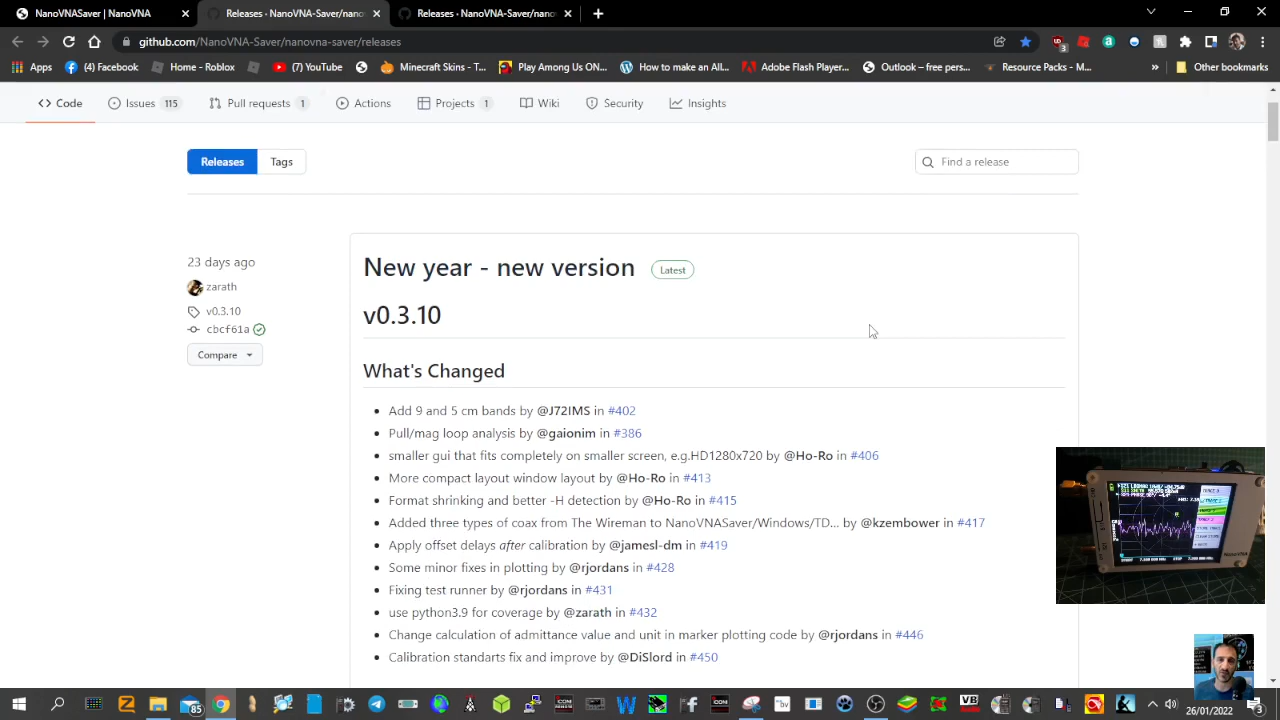 NanoVNASaver | NanoVNA
Releases · NanoVNA-Saver/nano
Releases · NanoVNA-Saver/nano
github.com/NanoVNA-Saver/nanovna-saver/releases
3
Apps
(4) Facebook
Home - Roblox
(7) YouTube
Minecraft Skins - T...
Play Among Us ON...
How to make an All...
Adobe Flash Player...
Outlook – free pers...
Resource Packs - M...
»
Other bookmarks
Code
Issues 115
Pull requests 1
Actions
Projects 1
Wiki
Security
Insights
Releases
Tags
Find a release
23 days ago
zarath
v0.3.10
cbcf61a
Compare
New year - new version Latest
v0.3.10
What's Changed
Add 9 and 5 cm bands by @J72IMS in #402
Pull/mag loop analysis by @gaionim in #386
smaller gui that fits completely on smaller screen, e.g.HD1280x720 by @Ho-Ro in #406
More compact layout window layout by @Ho-Ro in #413
Format shrinking and better -H detection by @Ho-Ro in #415
Added three types of coax from The Wireman to NanoVNASaver/Windows/TD... by @kzembower in #417
Apply offset delays after calibration by @jamesl-dm in #419
Some minor fixes in plotting by @rjordans in #428
Fixing test runner by @rjordans in #431
use python3.9 for coverage by @zarath in #432
Change calculation of admittance value and unit in marker plotting code by @rjordans in #446
Calibration standarts fix and improve by @DiSlord in #450
NanoVNA
85
26/01/2022